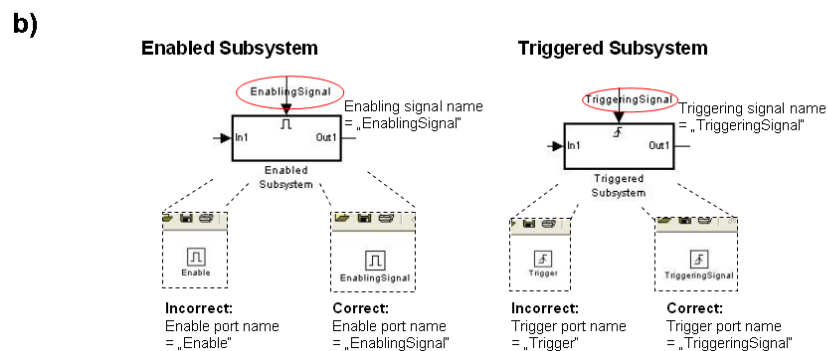 b)
Enabled Subsystem
EnablingSignal
Enabling signal name
= „EnablingSignal"
In1
Out1
Enabled
Subsystem
Enable
EnablingSignal
Incorrect:
Enable port name
= „Enable"
Correct:
Enable port name
= „EnablingSignal"
Triggered Subsystem
TriggeringSignal
Triggering signal name
= „TriggeringSignal"
In1
Out1
Triggered
Subsystem
Trigger
TriggeringSignal
Incorrect:
Trigger port name
= „Trigger"
Correct:
Trigger port name
= „TriggeringSignal"